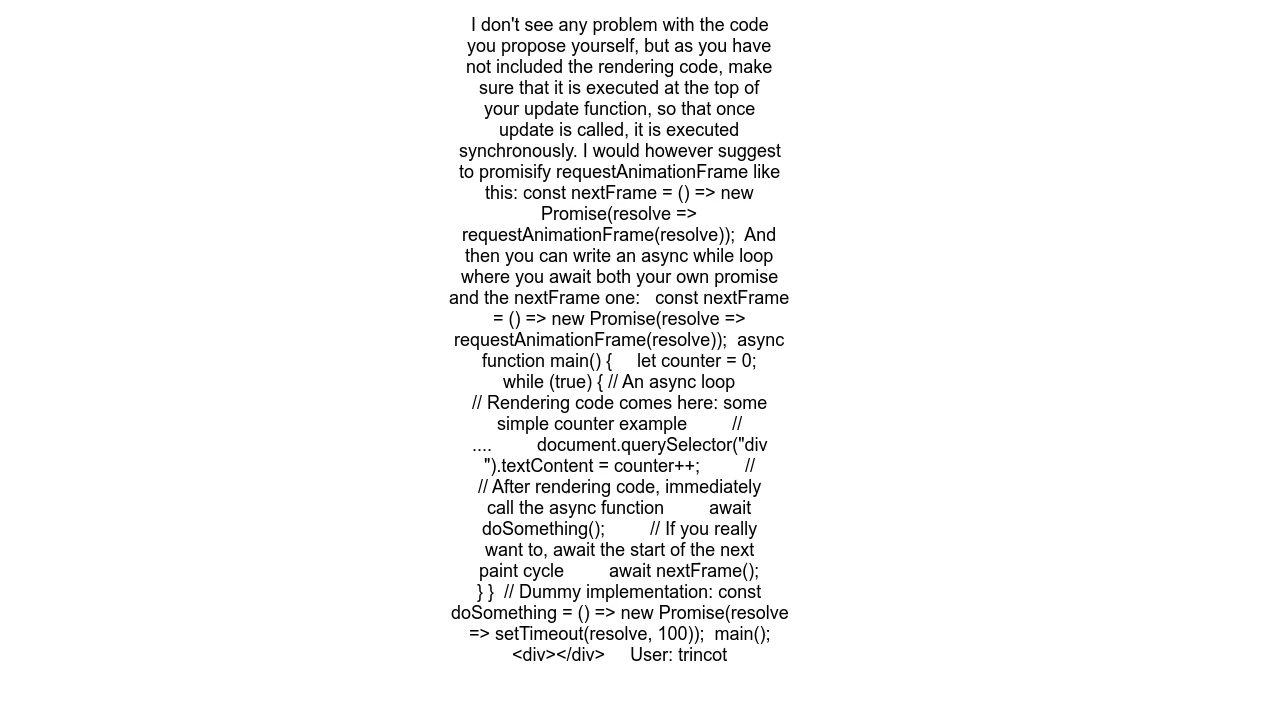 I don't see any problem with the code
you propose yourself, but as you have
not included the rendering code, make
sure that it is executed at the top of
your update function, so that once
update is called, it is executed
synchronously. I would however suggest
to promisify requestAnimationFrame like
this: const nextFrame = () => new
Promise(resolve =>
requestAnimationFrame(resolve));  And
then you can write an async while loop
where you await both your own promise
and the nextFrame one:   const nextFrame
= () => new Promise(resolve =>
requestAnimationFrame(resolve));  async
function main() {     let counter = 0;
while (true) { // An async loop
// Rendering code comes here: some
simple counter example         //
....         document.querySelector("div
").textContent = counter++;         //
// After rendering code, immediately
call the async function         await
doSomething();         // If you really
want to, await the start of the next
paint cycle         await nextFrame();
} }  // Dummy implementation: const
doSomething = () => new Promise(resolve
=> setTimeout(resolve, 100));  main();
<div></div>     User: trincot